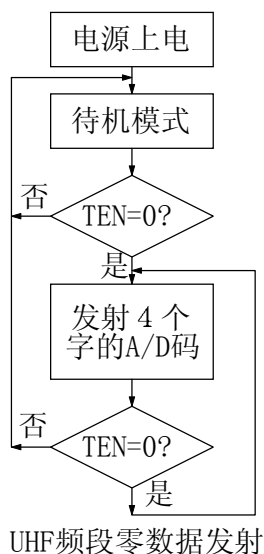 电源上电
待机模式
否
TEN=0?
是
发射4个
字的A/D码
否
TEN=0?
是
UHF频段零数据发射